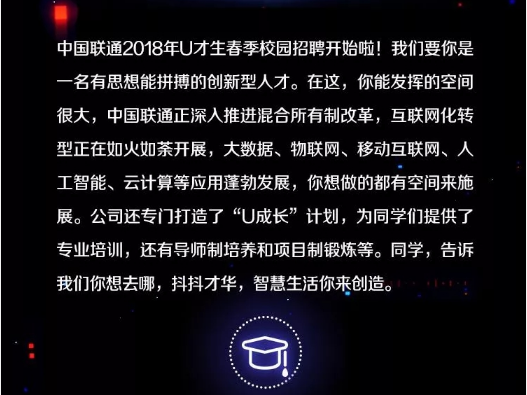 中国联通2018年U才生春季校园招聘开始啦！我们要你是
一名有思想能拼搏的创新型人才。在这，你能发挥的空间
很大，中国联通正深入推进混合所有制改革，互联网化转
型正在如火如荼开展，大数据、物联网、移动互联网、人
工智能、云计算等应用蓬勃发展，你想做的都有空间来施
展。公司还专门打造了“U成长”计划，为同学们提供了
专业培训，还有导师制培养和项目制锻炼等。同学，告诉
我们你想去哪，抖抖才华，智慧生活你来创造。